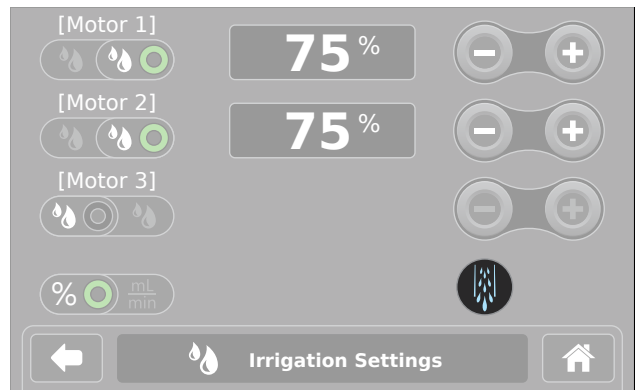 [Motor 1]
75 %
[Motor 2]
75 %
[Motor 3]
% mL
min
Irrigation Settings